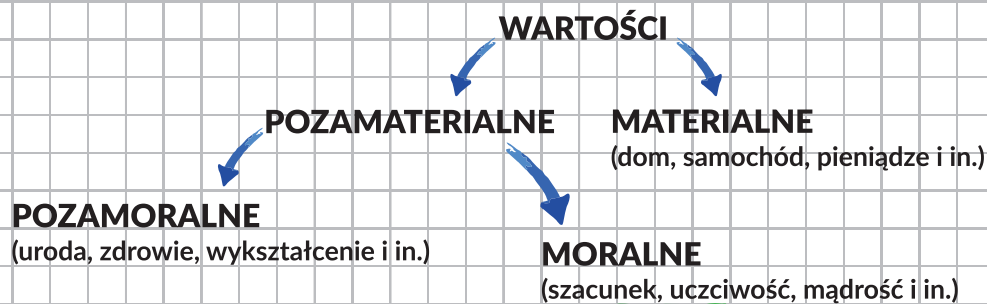 WARTOŚCI
POZAMATERIALNE
MATERIALNE
(dom, samochód, pieniądze i in.)
POZAMORALNE
(uroda, zdrowie, wykształcenie i in.)
MORALNE
(szacunek, uczciwość, mądrość i in.)